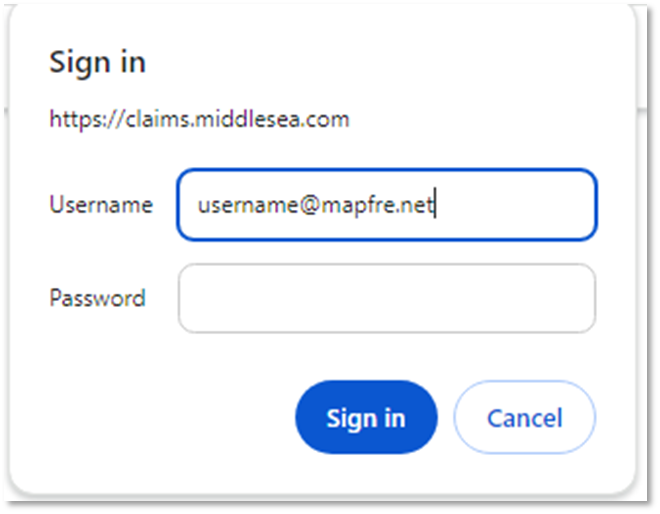 Sign in
https://claims.middlesea.com
Username username@mapfre.net
Password
Sign in Cancel